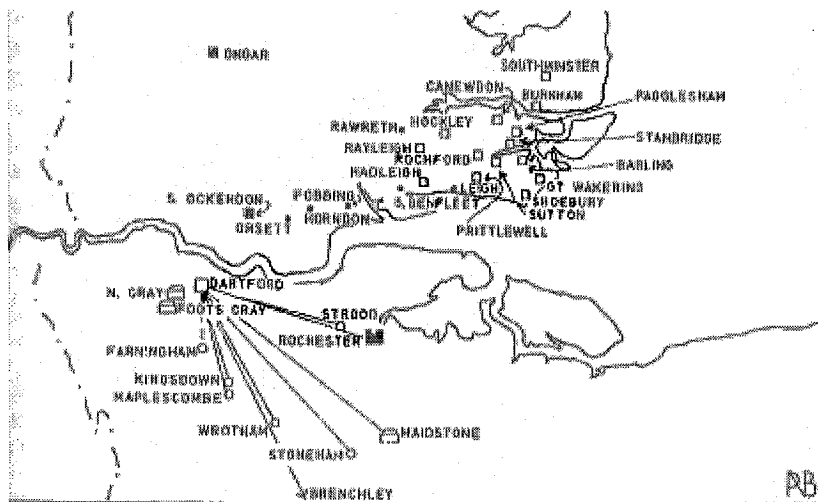 ONGAR
SOUTHMINSTER
CANEWDON
BURNHAM
PAGGLESHAM
HOCKLEY
RAWRETH
STAMBRIDGE
RAYLEIGH
ROCHFORD
BARLING
HADLEIGH
LEIGH
GT WAKERING
S. OCKENDON
FOBBING
S. BENFLEET
SHOEBURY
ORSETT
HORNDON
SUTTON
PRITTLEWELL
DARTFORD
N. CRAY
FOOTS CRAY
STROOD
ROCHESTER
FARNINGHAM
KINGSDOWN
MAPLESCOMBE
WROTHAM
MAIDSTONE
STONEHAM
BRENCHLEY
RB